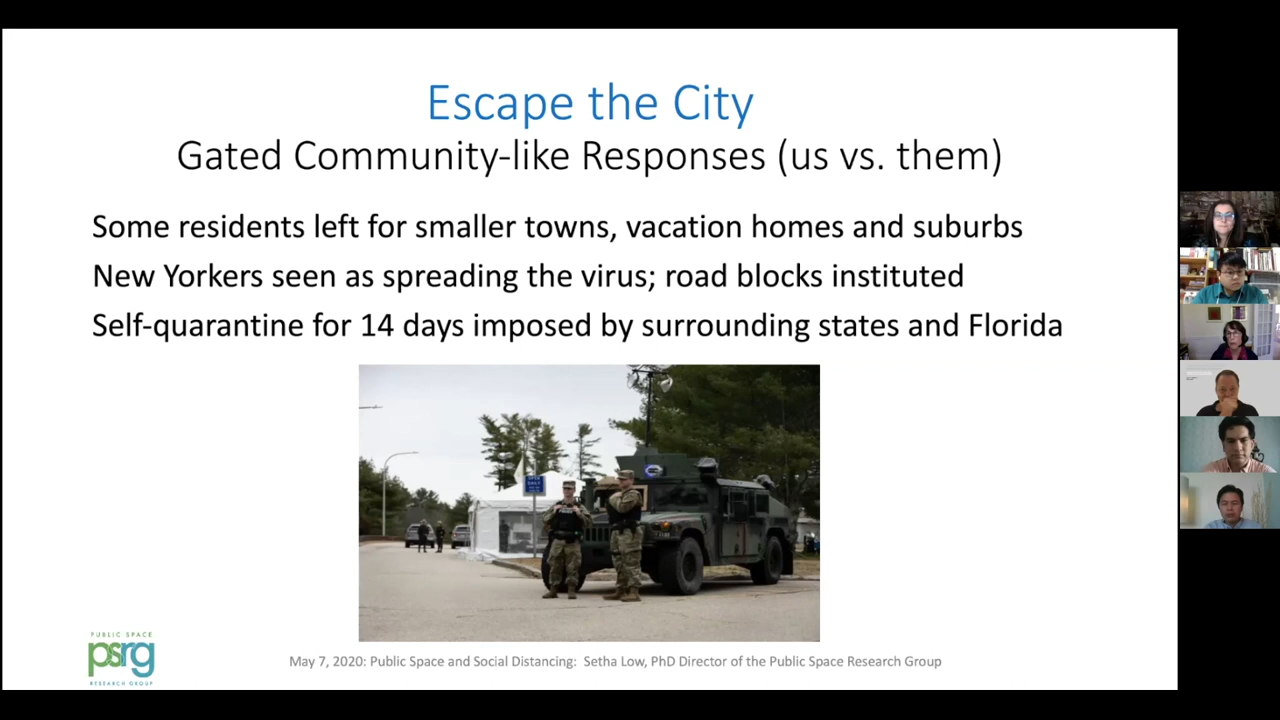 Escape the City
Gated Community-like Responses (us vs. them)
Some residents left for smaller towns, vacation homes and suburbs
New Yorkers seen as spreading the virus; road blocks instituted
Self-quarantine for 14 days imposed by surrounding states and Florida
PUBLIC SPACE
psrg
RESEARCH GROUP
May 7, 2020: Public Space and Social Distancing: Setha Low, PhD Director of the Public Space Research Group